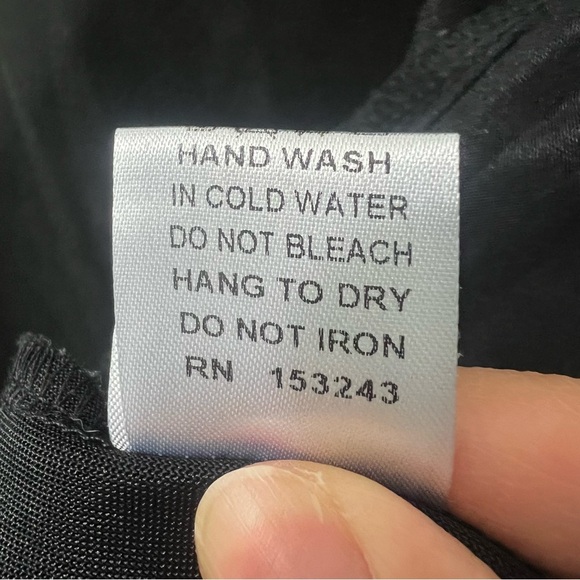 HAND WASH
IN COLD WATER
DO NOT BLEACH
HANG TO DRY
DO NOT IRON
RN 153243